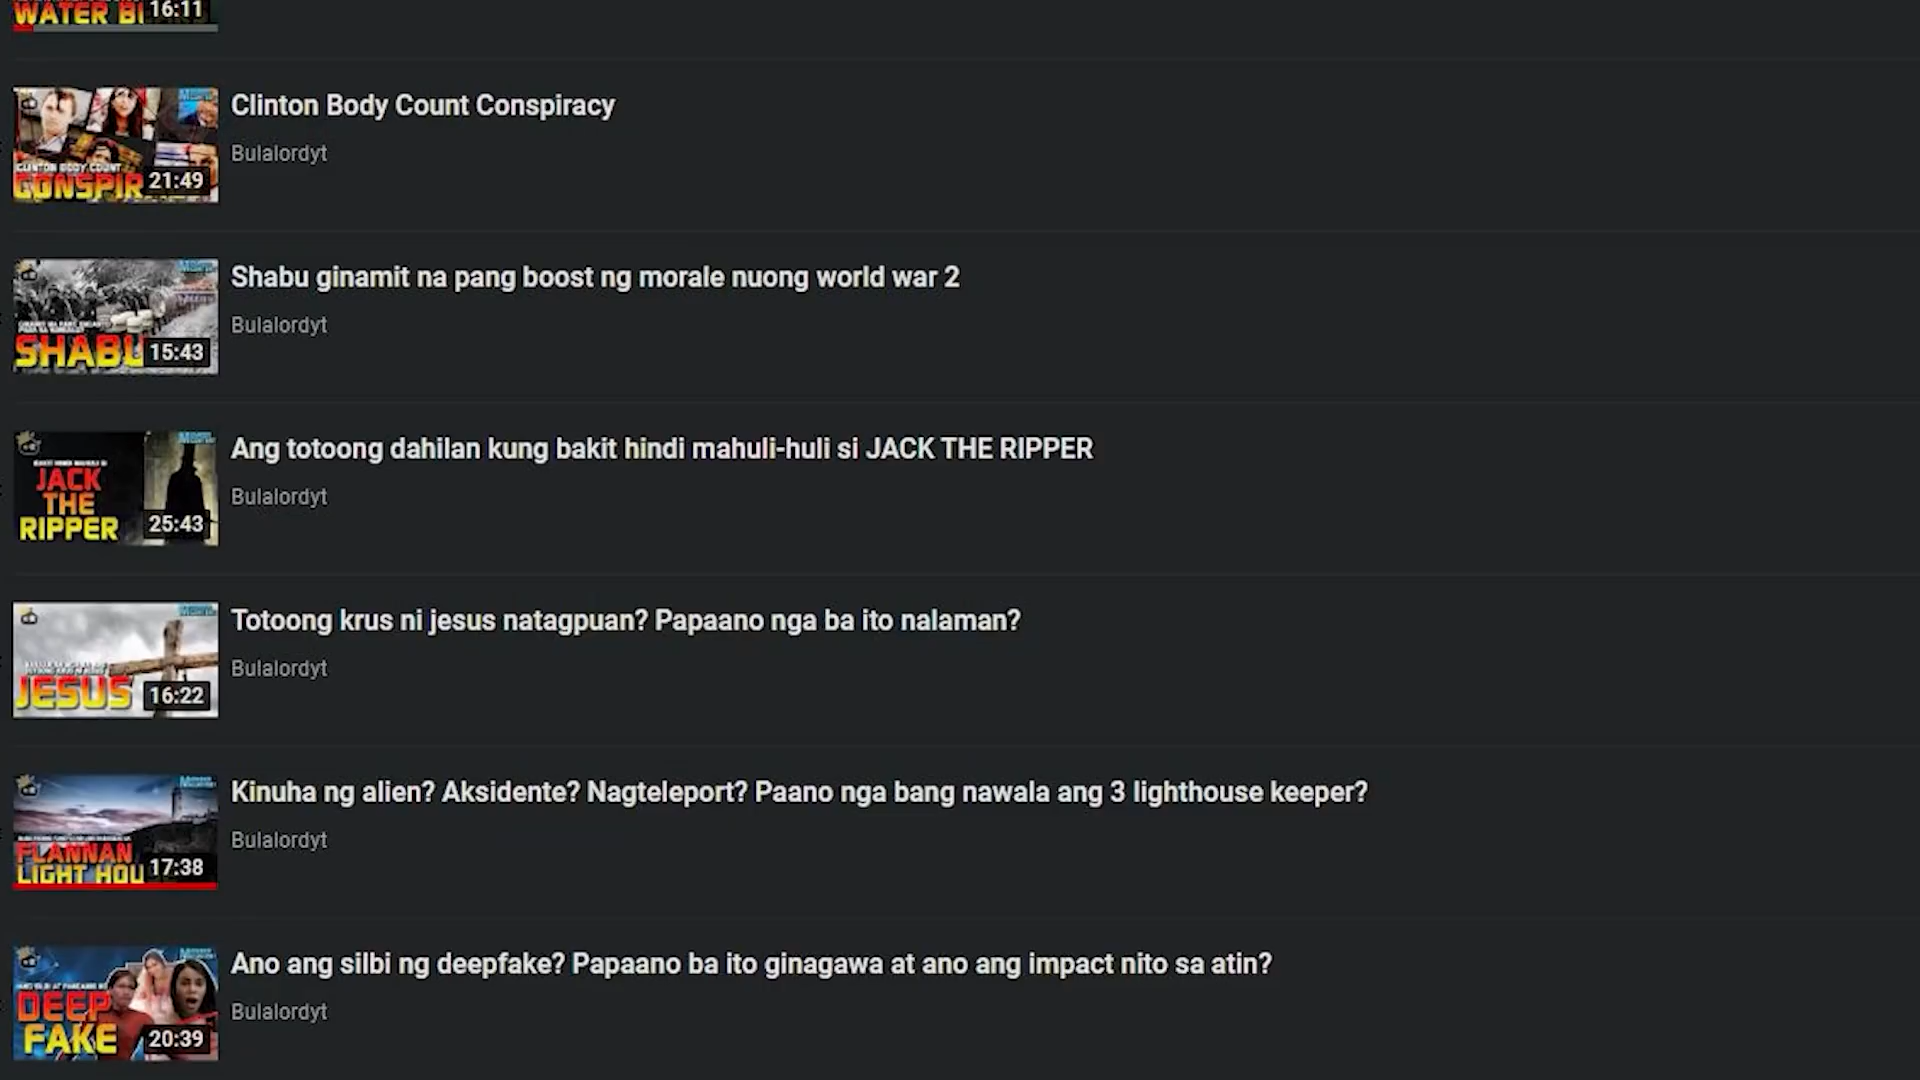 WATER BI
16:11
Clinton Body Count Conspiracy
Bulalordyt
CLINTON BODY COUNT
CONSPIR
21:49
Shabu ginamit na pang boost ng morale nuong world war 2
Bulalordyt
SHABU
15:43
Ang totoong dahilan kung bakit hindi mahuli-huli si JACK THE RIPPER
Bulalordyt
JACK
THE
RIPPER
25:43
Totoong krus ni jesus natagpuan? Papaano nga ba ito nalaman?
Bulalordyt
JESUS
16:22
Kinuha ng alien? Aksidente? Nagteleport? Paano nga bang nawala ang 3 lighthouse keeper?
Bulalordyt
FLANNAN
LIGHT HOU
17:38
Ano ang silbi ng deepfake? Papaano ba ito ginagawa at ano ang impact nito sa atin?
Bulalordyt
DEEP
FAKE
20:39